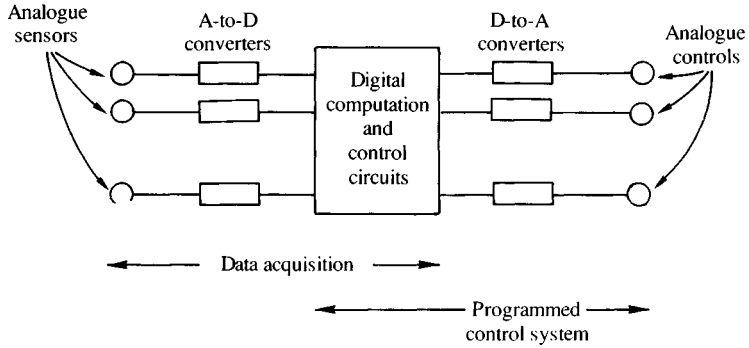 Analogue
sensors
A-to-D
converters
D-to-A
converters
Analogue
controls
Digital
computation
and
control
circuits
Data acquisition
Programmed
control system